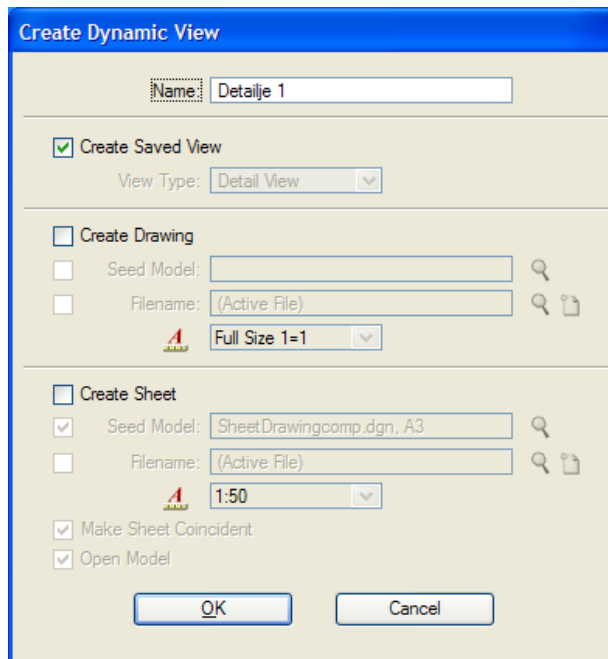 Create Dynamic View
Name: Detailje 1
Create Saved View
View Type: Detail View
Create Drawing
Seed Model:
Filename: (Active File)
A Full Size 1=1
Create Sheet
Seed Model: SheetDrawingcomp.dgn, A3
Filename: (Active File)
A 1:50
Make Sheet Coincident
Open Model
OK Cancel